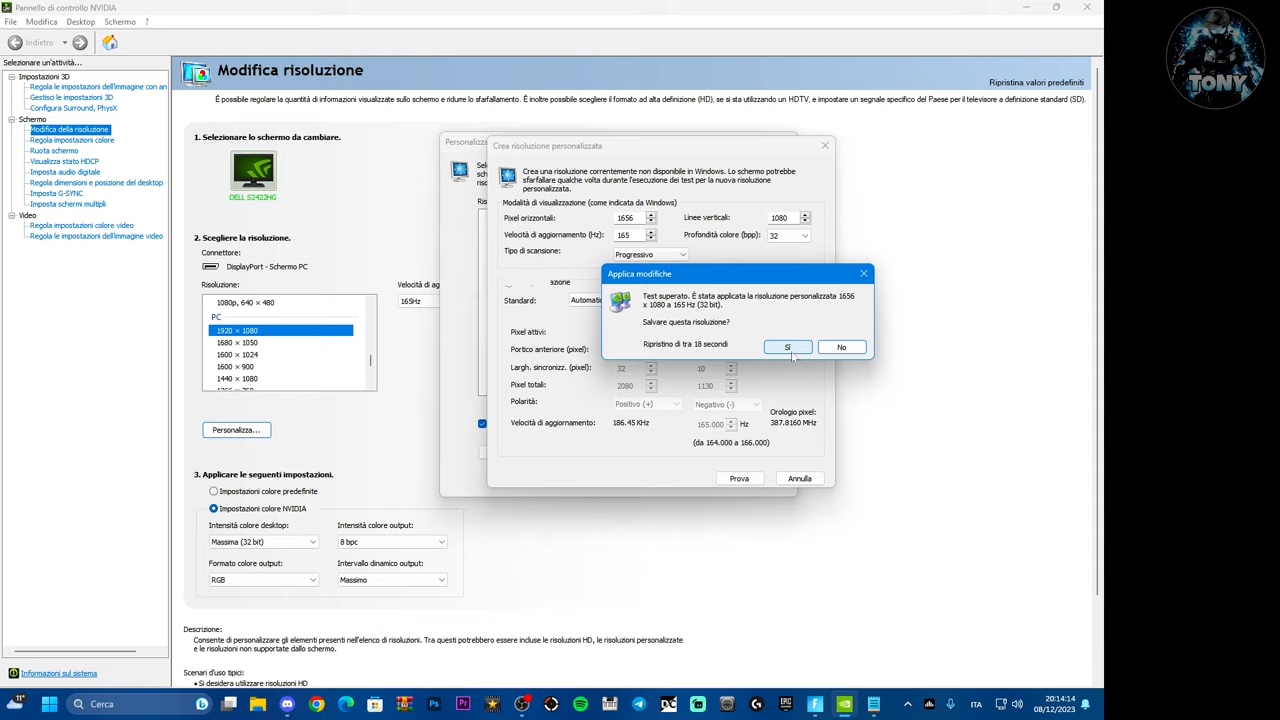 Pannello di controllo NVIDIA
File Modifica Desktop Schermo ?
Indietro
Selezionare un'attività...
Impostazioni 3D
Regola le impostazioni dell'immagine con an
Gestisci le impostazioni 3D
Configura Surround, PhysX
Schermo
Modifica della risoluzione
Regola impostazioni colore
Ruota schermo
Visualizza stato HDCP
Imposta audio digitale
Regola dimensioni e posizione del desktop
Imposta G-SYNC
Imposta schermi multipli
Video
Regola impostazioni colore video
Regola le impostazioni dell'immagine video
Informazioni sul sistema
Modifica risoluzione
Ripristina valori predefiniti
È possibile regolare la quantità di informazioni visualizzate sullo schermo e ridurre lo sfarfallamento. È inoltre possibile scegliere il formato ad alta definizione (HD), se si sta utilizzando un HDTV, e impostare un segnale specifico del Paese per il televisore a definizione standard (SD).
1. Selezionare lo schermo da cambiare.
DELL S2422HG
2. Scegliere la risoluzione.
Connettore:
DisplayPort - Schermo PC
Risoluzione:
Velocità di ag
1080p, 640 × 480
165Hz
PC
1920 × 1080
1680 × 1050
1600 × 1024
1600 × 900
1440 × 1080
Personalizza...
3. Applicare le seguenti impostazioni.
Impostazioni colore predefinite
Impostazioni colore NVIDIA
Intensità colore desktop:
Intensità colore output:
Massima (32 bit)
8 bpc
Formato colore output:
Intervallo dinamico output:
RGB
Massimo
Descrizione:
Consente di personalizzare gli elementi presenti nell'elenco di risoluzioni. Tra questi potrebbero essere incluse le risoluzioni HD, le risoluzioni personalizzate
e le risoluzioni non supportate dallo schermo.
Scenari d'uso tipici:
• Si desidera utilizzare risoluzioni HD
Personalizza
Sel
sch
Ris
Crea risoluzione personalizzata
Crea una risoluzione correntemente non disponibile in Windows. Lo schermo potrebbe
sfarfallare qualche volta durante l'esecuzione dei test per la nuova risoluzione
personalizzata.
Modalità di visualizzazione (come indicata da Windows)
Pixel orizzontali: 1656 Linee verticali: 1080
Velocità di aggiornamento (Hz): 165 Profondità colore (bpp): 32
Tipo di scansione: Progressivo
azione
Standard: Automati
Pixel attivi:
Portico anteriore (pixel):
Largh. sincronizz. (pixel): 32 10
Pixel totali: 2080 1130
Polarità: Positivo (+) Negativo (-)
Orologio pixel:
Velocità di aggiornamento: 186.45 KHz 165.000 Hz 387.8160 MHz
(da 164.000 a 166.000)
Prova Annulla
Applica modifiche
Test superato. È stata applicata la risoluzione personalizzata 1656
x 1080 a 165 Hz (32 bit).
Salvare questa risoluzione?
Ripristino di tra 18 secondi
Sì No
TONY
11°
Cerca
ITA
20:14:14
08/12/2023